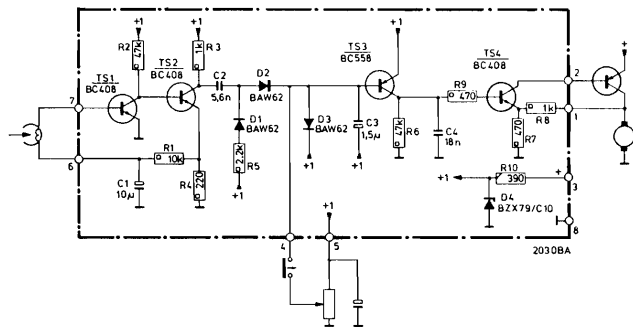 +1 +1 +1 +1
R2 47k
R3 1k
TS1
BC408
TS2
BC408
C2
5,6n
D2
BAW62
TS3
BC558
TS4
BC408
R9
470
2
7
D1
BAW62
D3
BAW62
C3
1,5µ
R8
1k
1
R1
10k
R5
2,2k
R6
47k
C4
18n
R7
470
6
C1
10µ
R4
220
+1 +1 +1
+1
R10
390
+
3
D4
BZX79/C10
8
+1
4 5
2030BA